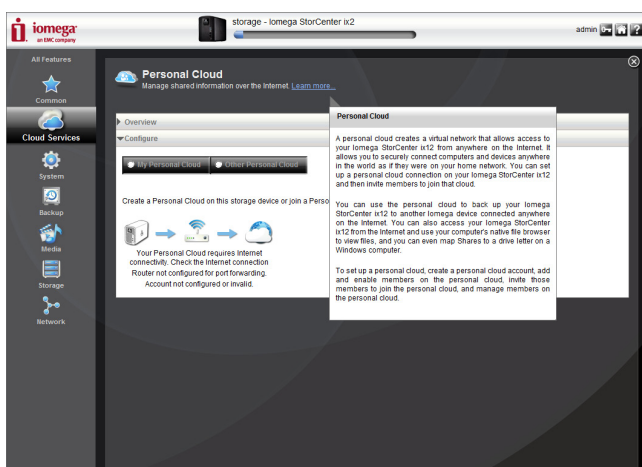 iomega
an EMC company
storage - Iomega StorCenter ix2
admin
All Features
Common
Cloud Services
System
Backup
Media
Storage
Network
Personal Cloud
Manage shared information over the Internet. Learn more...
Overview
Configure
My Personal Cloud
Other Personal Cloud
Create a Personal Cloud on this storage device or join a Perso
Your Personal Cloud requires Internet
connectivity. Check the Internet connection
Router not configured for port forwarding.
Account not configured or invalid.
Personal Cloud
A personal cloud creates a virtual network that allows access to
your Iomega StorCenter ix12 from anywhere on the Internet. It
allows you to securely connect computers and devices anywhere
in the world as if they were on your home network. You can set
up a personal cloud connection on your Iomega StorCenter ix12
and then invite members to join that cloud.
You can use the personal cloud to back up your Iomega
StorCenter ix12 to another Iomega device connected anywhere
on the Internet. You can also access your Iomega StorCenter
ix12 from the Internet and use your computer's native file browser
to view files, and you can even map Shares to a drive letter on a
Windows computer.
To set up a personal cloud, create a personal cloud account, add
and enable members on the personal cloud, invite those
members to join the personal cloud, and manage members on
the personal cloud.